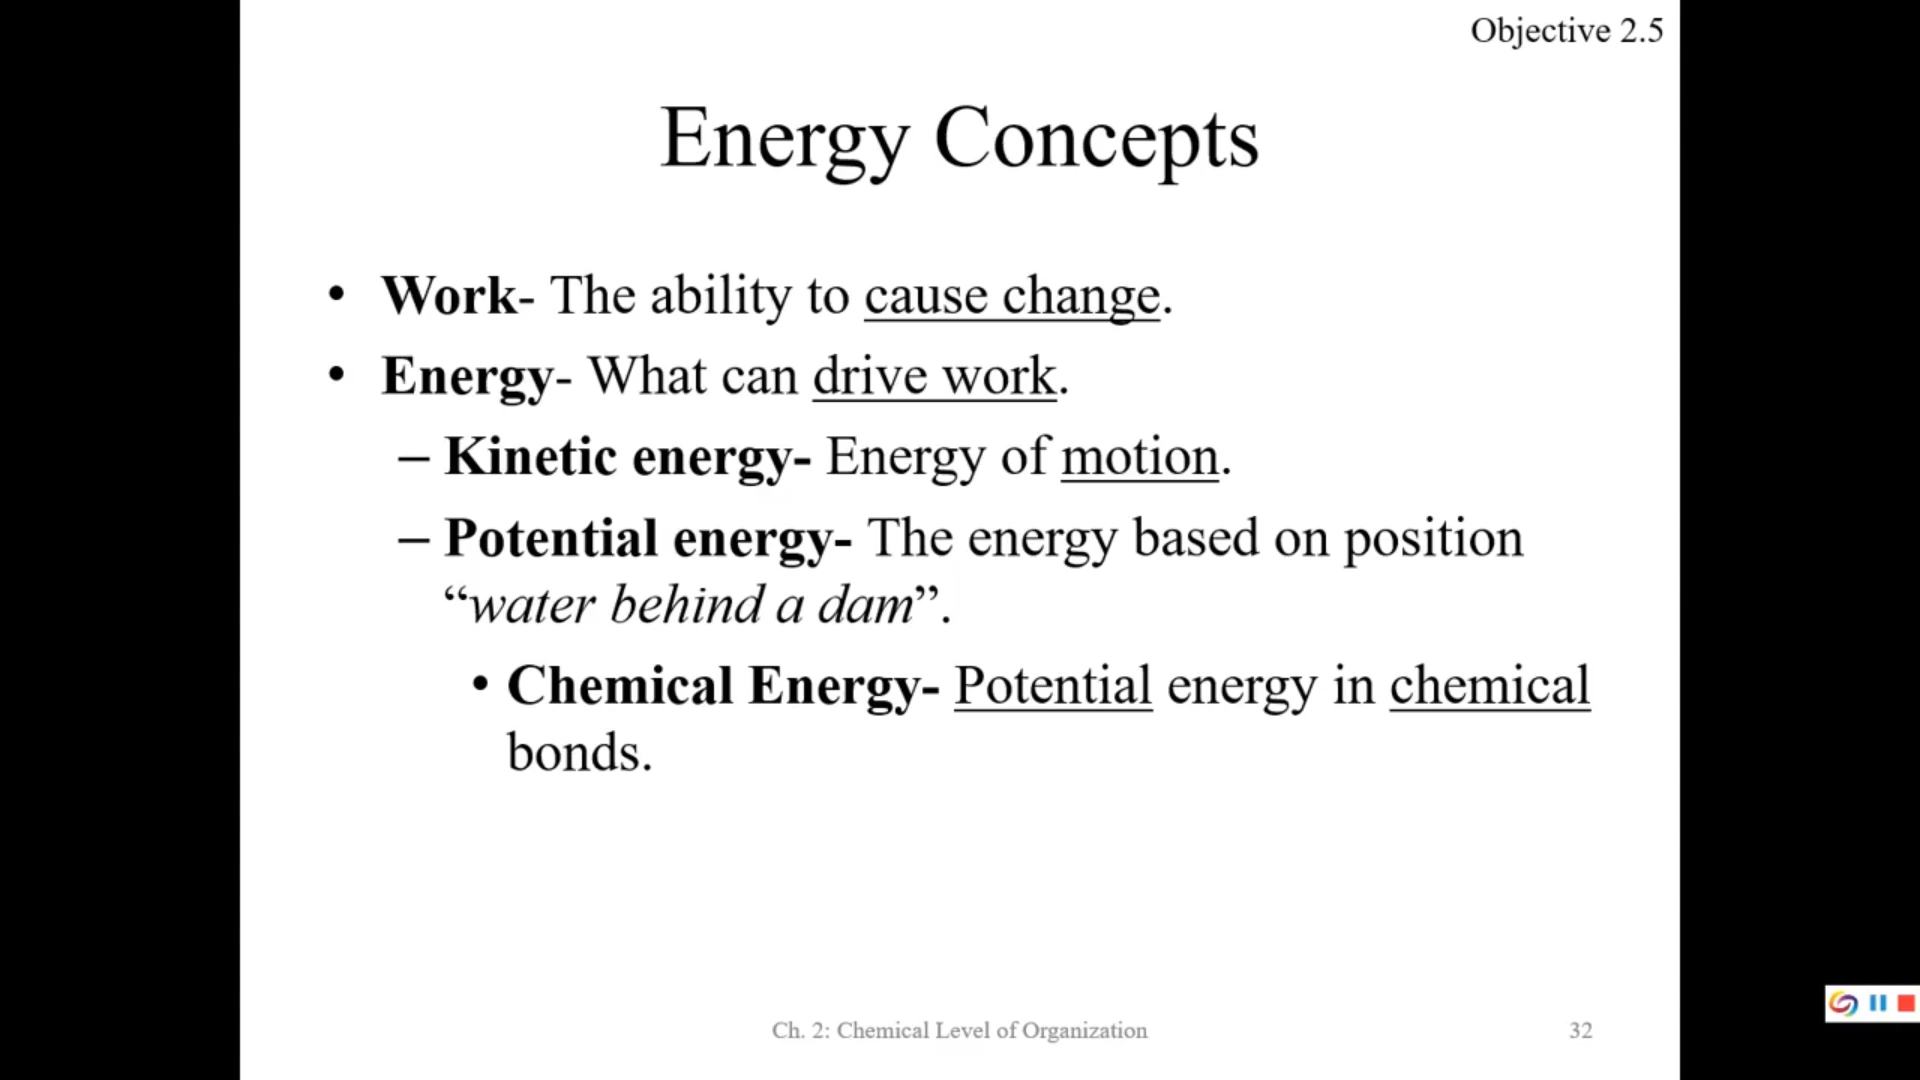 Objective 2.5
Energy Concepts
• Work- The ability to cause change.
• Energy- What can drive work.
– Kinetic energy- Energy of motion.
– Potential energy- The energy based on position
“water behind a dam”.
• Chemical Energy- Potential energy in chemical
bonds.
Ch. 2: Chemical Level of Organization
32